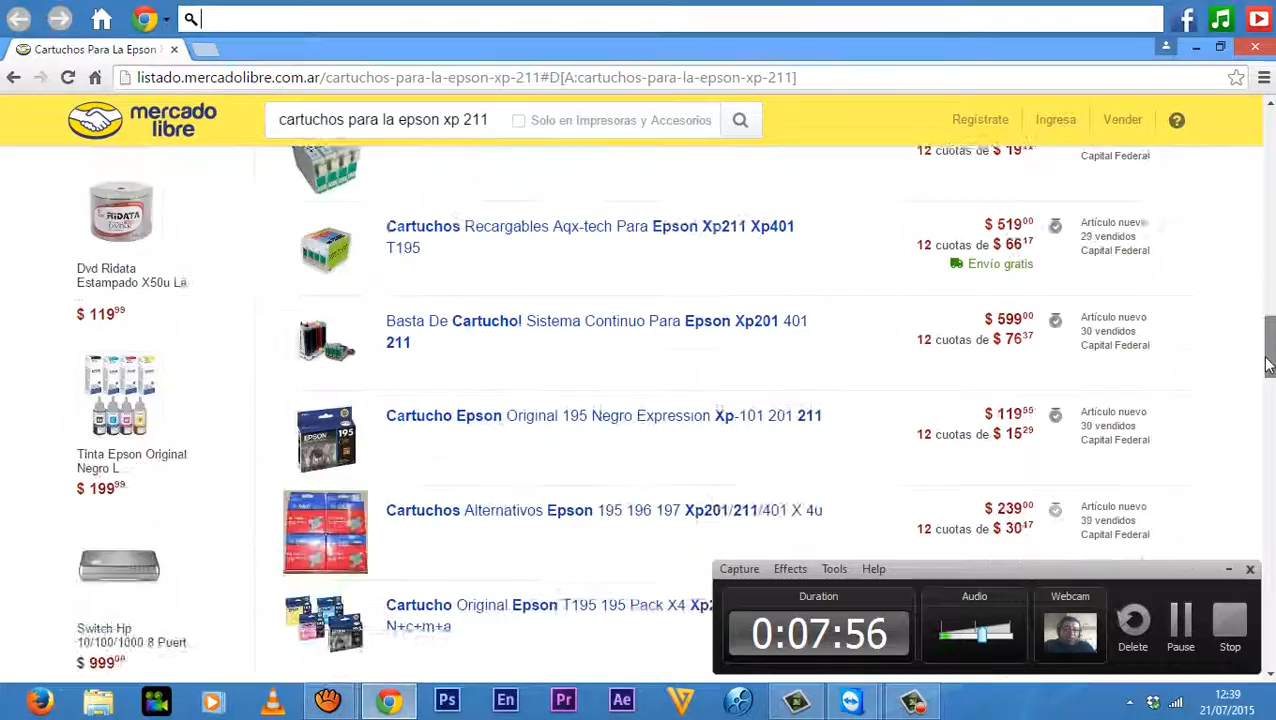 Cartuchos Para La Epson
listado.mercadolibre.com.ar/cartuchos-para-la-epson-xp-211#D[A:cartuchos-para-la-epson-xp-211]
mercado
libre
cartuchos para la epson xp 211
Solo en Impresoras y Accesorios
Registrate
Ingresa
Vender
?
12 cuotas de $ 19
Capital Federal
RIDATA
Dvd Ridata
Estampado X50u La
...
$ 119 99
Cartuchos Recargables Aqx-tech Para Epson Xp211 Xp401
T195
$ 519 00
12 cuotas de $ 66 17
Envío gratis
Artículo nuevo
29 vendidos
Capital Federal
Basta De Cartucho! Sistema Continuo Para Epson Xp201 401
211
$ 599 00
12 cuotas de $ 76 37
Artículo nuevo
30 vendidos
Capital Federal
Tinta Epson Original
Negro L
$ 199 99
EPSON
195
Cartucho Epson Original 195 Negro Expression Xp-101 201 211
$ 119
12 cuotas de $ 15 29
Artículo nuevo
30 vendidos
Capital Federal
Cartuchos Alternativos Epson 195 196 197 Xp201/211/401 X 4u
$ 239 00
12 cuotas de $ 30
Artículo nuevo
39 vendidos
Capital Federal
Switch Hp
10/100/1000 8 Puert
$ 999
Cartucho Original Epson T195 195 Pack X4
N+c+m+a
Capture
Effects
Tools
Help
Duration
0:07:56
Audio
Webcam
Delete
Pause
Stop
Ps
En
Pr
Ae
12:39
21/07/2015